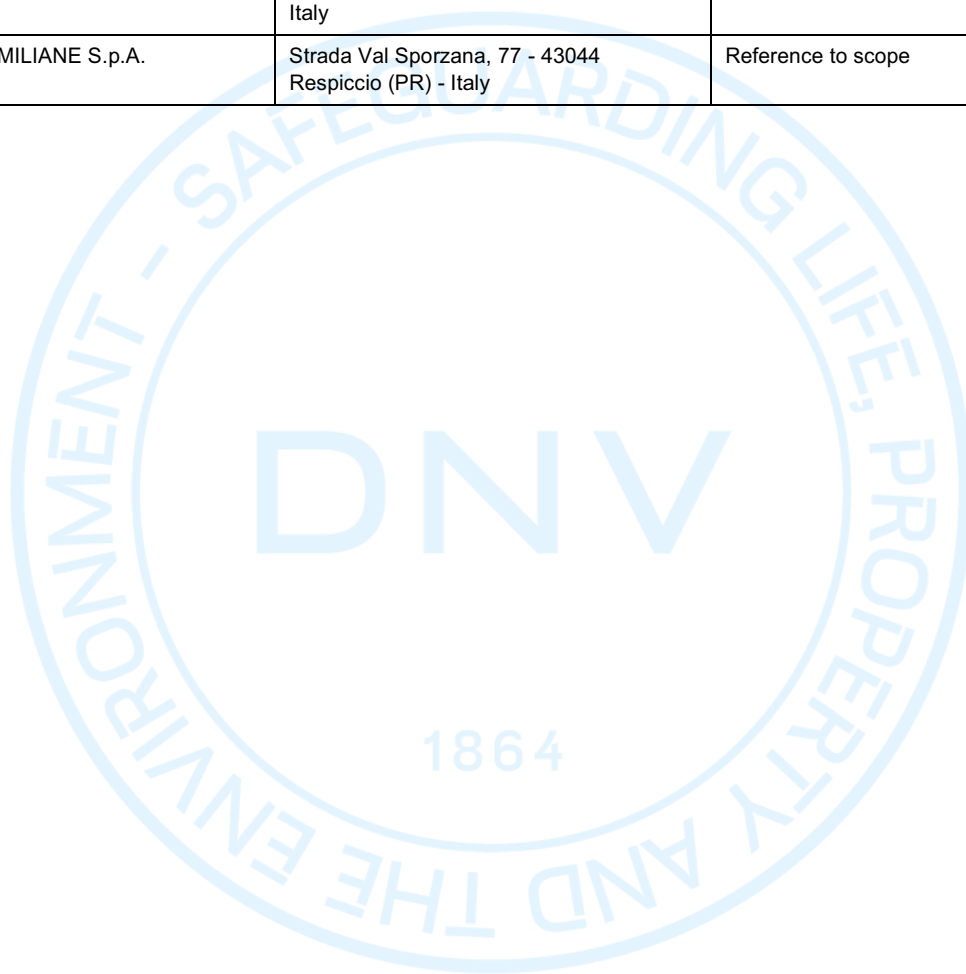 Italy
MILIANE S.p.A.
Strada Val Sporzana, 77 - 43044
Respiccio (PR) - Italy
Reference to scope
SAFEGUARDING LIFE, PROPERTY AND THE ENVIRONMENT -
DNV
1864